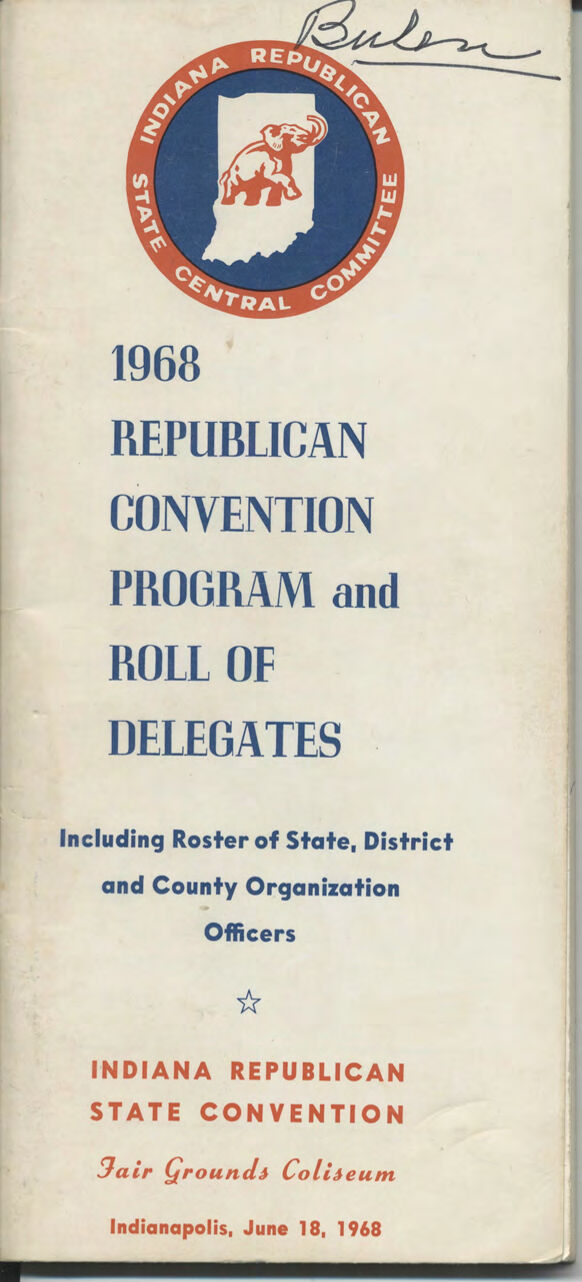 Bulen
INDIANA REPUBLICAN
STATE CENTRAL COMMITTEE
1968
REPUBLICAN
CONVENTION
PROGRAM and
ROLL OF
DELEGATES
Including Roster of State, District
and County Organization
Officers
INDIANA REPUBLICAN
STATE CONVENTION
Fair Grounds Coliseum
Indianapolis, June 18, 1968